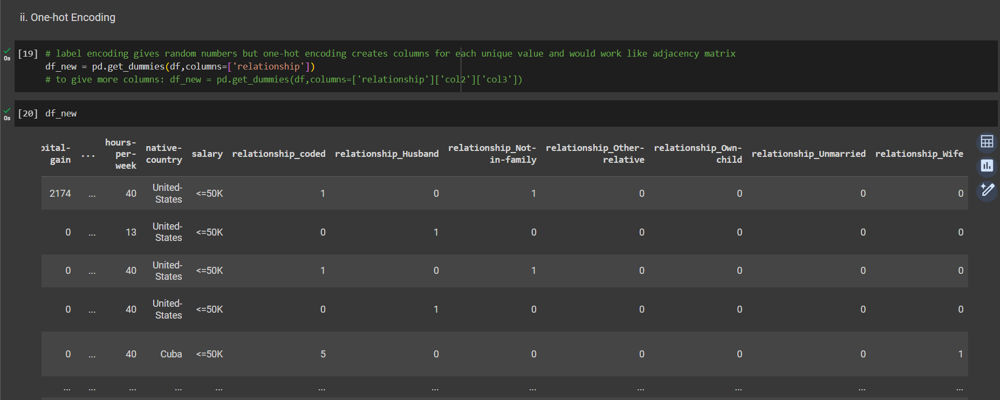 ii. One-hot Encoding
[19] # label encoding gives random numbers but one-hot encoding creates columns for each unique value and would work like adjacency matrix
0s
df_new = pd.get_dummies(df,columns=['relationship'])
# to give more columns: df_new = pd.get_dummies(df,columns=['relationship']['col2']['col3'])
[20] df_new
0s
pital-gain ... hours-per-week native-country salary relationship_coded relationship_Husband relationship_Not-in-family relationship_Other-relative relationship_Own-child relationship_Unmarried relationship_Wife
2174 ... 40 United-States <=50K 1 0 1 0 0 0 0
0 ... 13 United-States <=50K 0 1 0 0 0 0 0
0 ... 40 United-States <=50K 1 0 1 0 0 0 0
0 ... 40 United-States <=50K 0 1 0 0 0 0 0
0 ... 40 Cuba <=50K 5 0 0 0 0 0 1
... ... ... ... ... ... ... ... ... ... ... ...